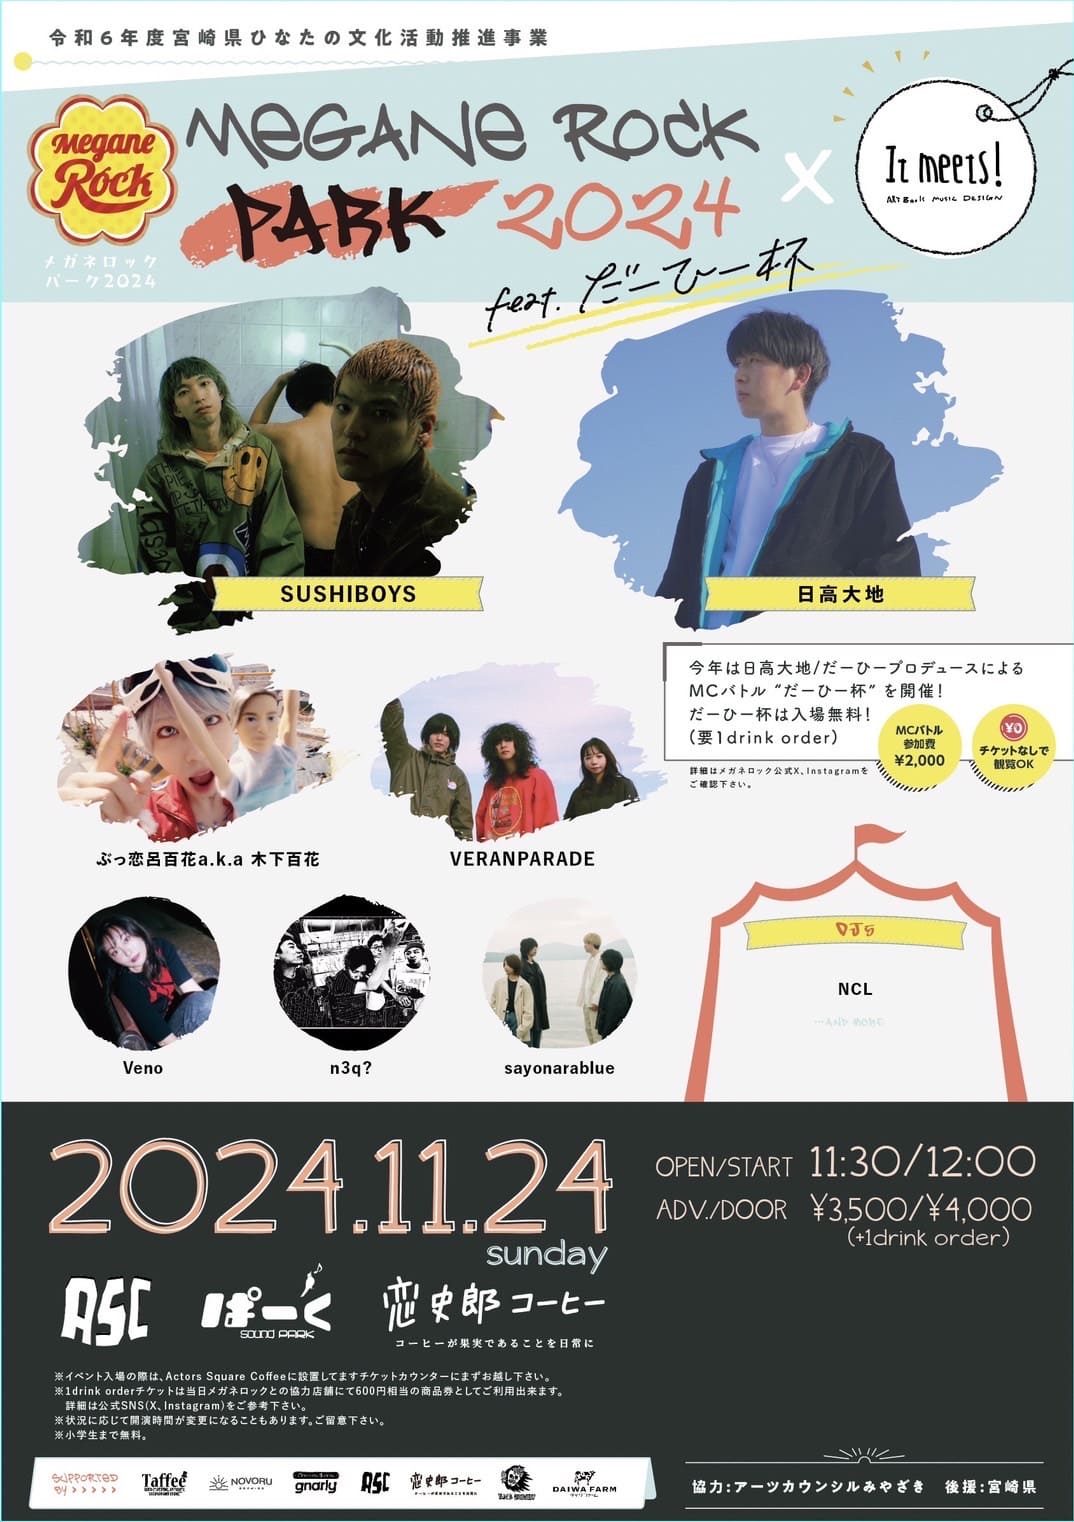 令和6年度宮崎県ひなたの文化活動推進事業
Megane
Rock
メガネロック
パーク2024
MEGANE ROCK
PARK 2024
X
It meets!
ART Book MUSIC DESIGN
feat. だーひー杯
SUSHIBOYS
日高大地
今年は日高大地/だーひープロデュースによる
MCバトル “だーひー杯” を開催!
だーひー杯は入場無料!
(要1drink order)
MCバトル
参加費
¥2,000
¥0
チケットなしで
観覧OK
詳細はメガネロック公式X、Instagramを
ご確認下さい。
ぶっ恋呂百花a.k.a 木下百花
VERANPARADE
Veno
n3q?
sayonarablue
DJs
NCL
...AND MORE
2024.11.24
sunday
OPEN/START 11:30/12:00
ADV./DOOR ¥3,500/¥4,000
(+1drink order)
ASC
ぱーく
sound PARK
恋史郎コーヒー
コーヒーが果実であることを日常に
※イベント入場の際は、Actors Square Coffeeに設置してますチケットカウンターにまずお越し下さい。
※1drink orderチケットは当日メガネロックとの協力店舗にて600円相当の商品券としてご利用出来ます。
詳細は公式SNS(X、Instagram)をご参考下さい。
※状況に応じて開演時間が変更になることもあります。ご留意下さい。
※小学生まで無料。
SUPPORTED
BY >>>>>
Taffee
NOVORU
gnarly
ASC
恋史郎コーヒー
DAIWA FARM
協力:アーツカウンシルみやざき 後援:宮崎県